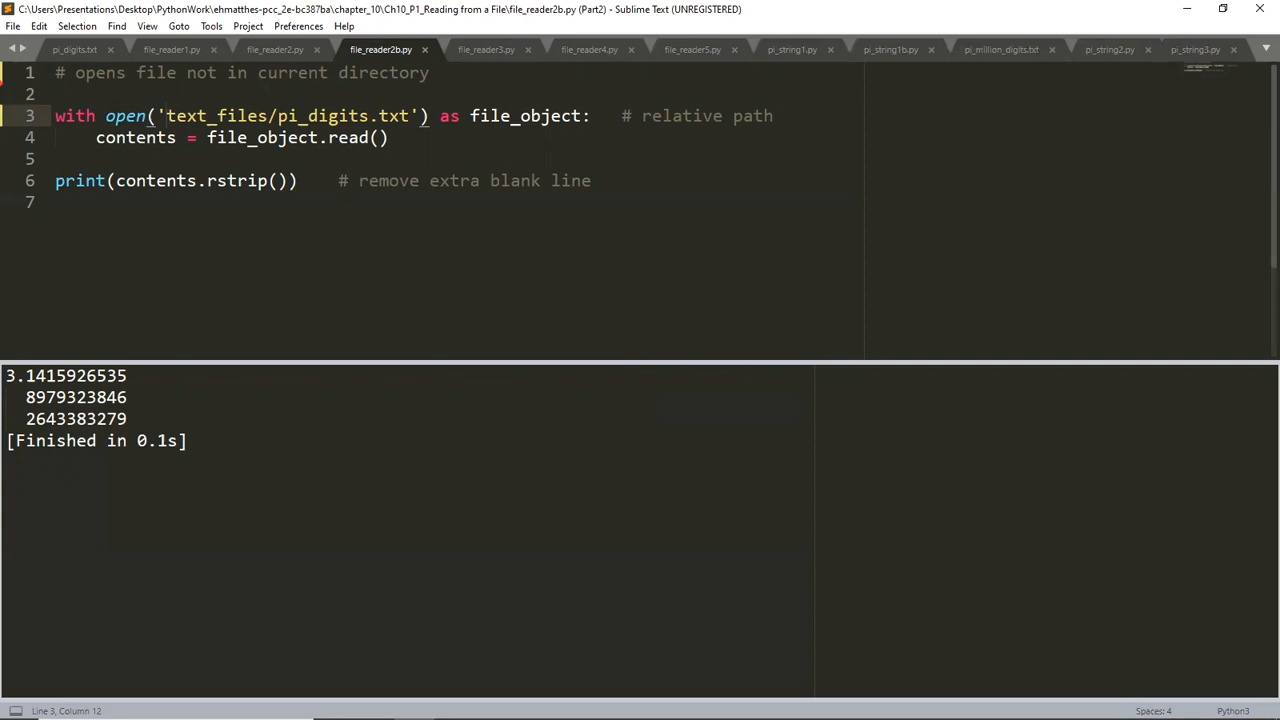 C:\Users\Presentations\Desktop\PythonWork\ehmatthes-pcc_2e-bc387ba\chapter_10\Ch10_P1_Reading from a File\file_reader2b.py (Part2) - Sublime Text (UNREGISTERED)
File Edit Selection Find View Goto Tools Project Preferences Help
pi_digits.txt file_reader1.py file_reader2.py file_reader2b.py file_reader3.py file_reader4.py file_reader5.py pi_string1.py pi_string1b.py pi_million_digits.txt pi_string2.py pi_string3.py
1 # opens file not in current directory
2
3 with open('text_files/pi_digits.txt') as file_object:   # relative path
4     contents = file_object.read()
5
6 print(contents.rstrip())    # remove extra blank line
7
3.1415926535
  8979323846
  2643383279
[Finished in 0.1s]
Line 3, Column 12 Spaces: 4 Python3